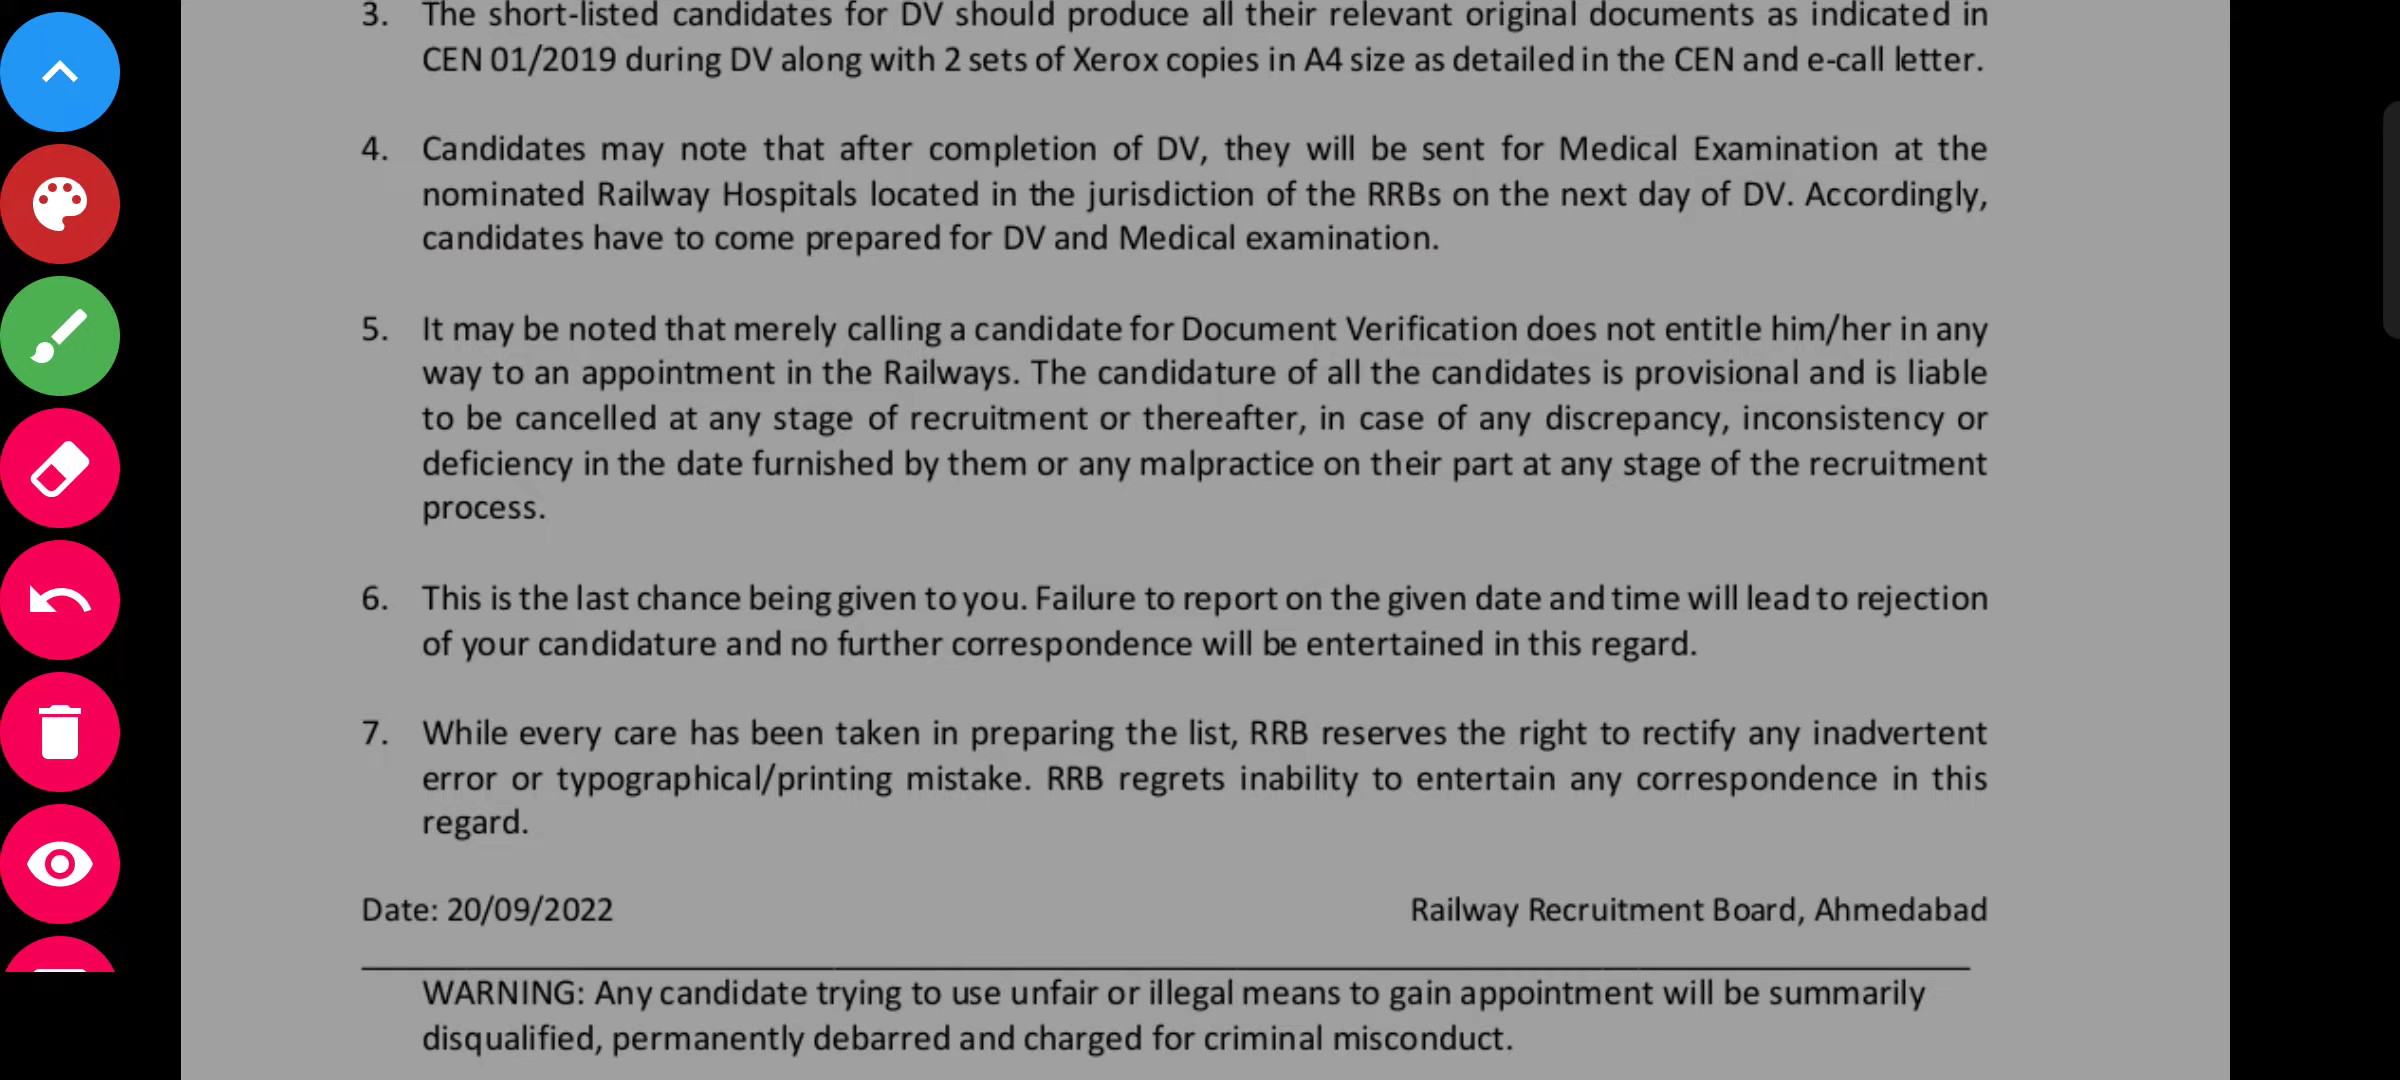 3. The short-listed candidates for DV should produce all their relevant original documents as indicated in
CEN 01/2019 during DV along with 2 sets of Xerox copies in A4 size as detailed in the CEN and e-call letter.
4. Candidates may note that after completion of DV, they will be sent for Medical Examination at the
nominated Railway Hospitals located in the jurisdiction of the RRBs on the next day of DV. Accordingly,
candidates have to come prepared for DV and Medical examination.
5. It may be noted that merely calling a candidate for Document Verification does not entitle him/her in any
way to an appointment in the Railways. The candidature of all the candidates is provisional and is liable
to be cancelled at any stage of recruitment or thereafter, in case of any discrepancy, inconsistency or
deficiency in the date furnished by them or any malpractice on their part at any stage of the recruitment
process.
6. This is the last chance being given to you. Failure to report on the given date and time will lead to rejection
of your candidature and no further correspondence will be entertained in this regard.
7. While every care has been taken in preparing the list, RRB reserves the right to rectify any inadvertent
error or typographical/printing mistake. RRB regrets inability to entertain any correspondence in this
regard.
Date: 20/09/2022 Railway Recruitment Board, Ahmedabad
WARNING: Any candidate trying to use unfair or illegal means to gain appointment will be summarily
disqualified, permanently debarred and charged for criminal misconduct.